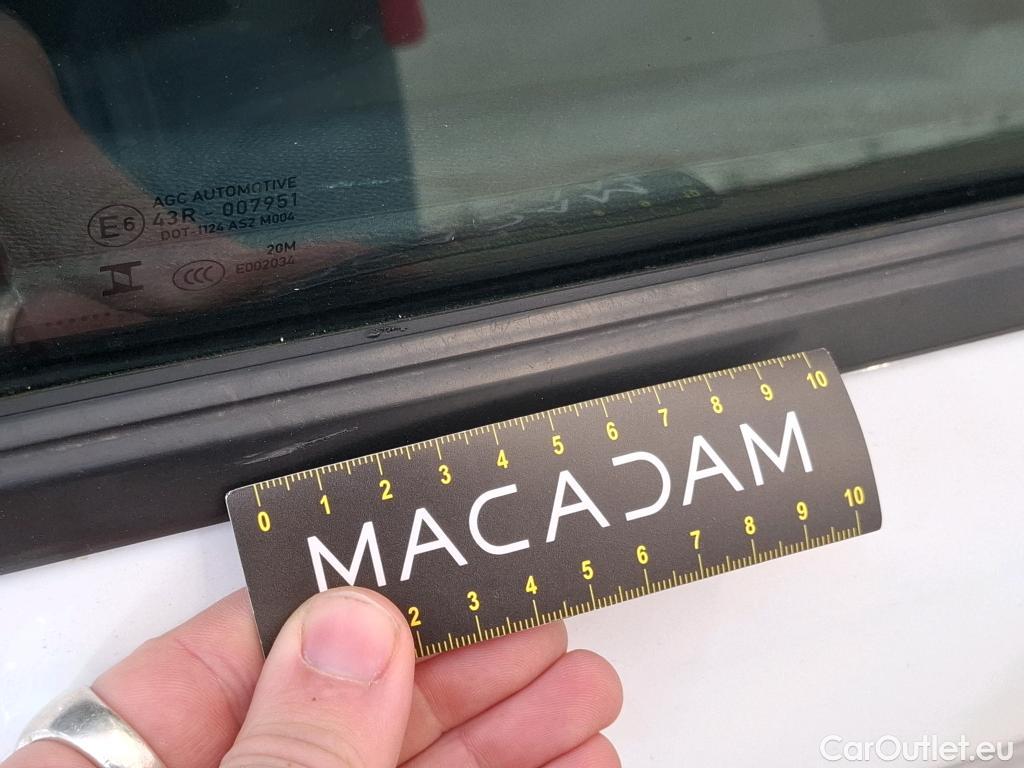 AGC AUTOMOTIVE
E6 43R - 007951
DOT-1124 AS2 M004
20M
CCC E002034
0 1 2 3 4 5 6 7 8 9 10
MACADAM
2 3 4 5 6 7 8 9 10
CarOutlet.eu